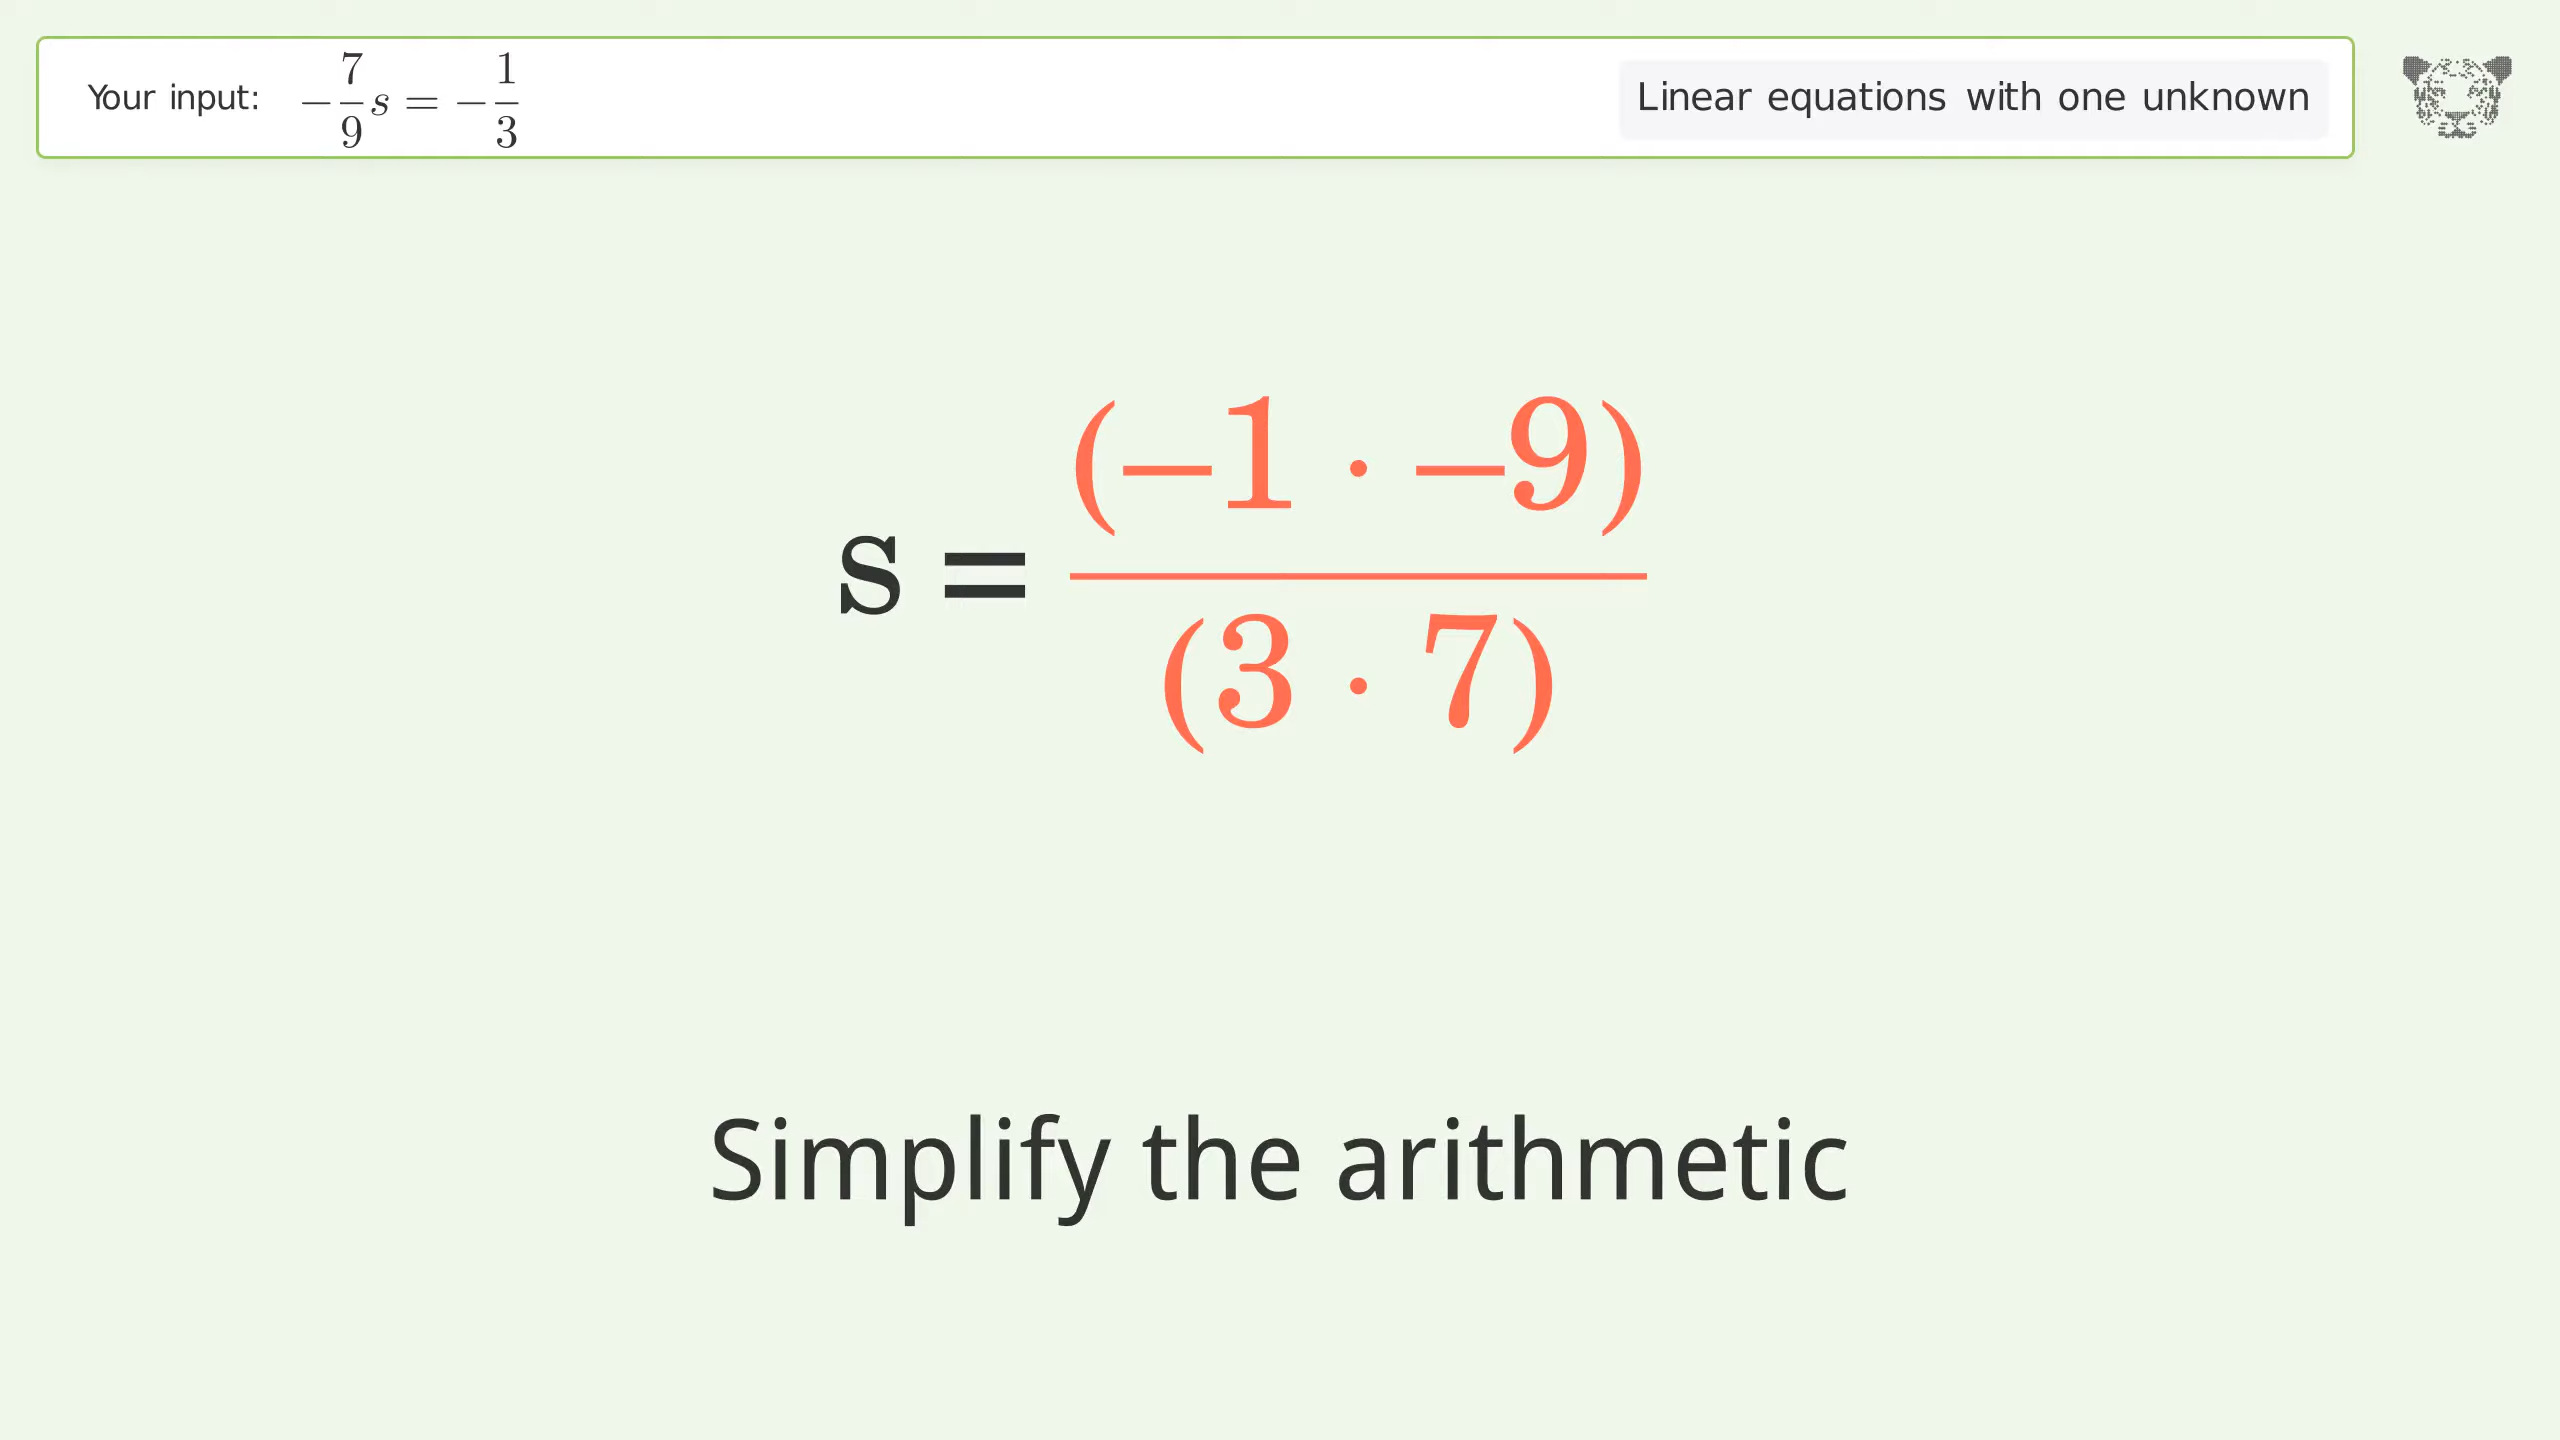 Your input: −7/9 s = −1/3
Linear equations with one unknown
s = (−1 · −9)/(3 · 7)
Simplify the arithmetic